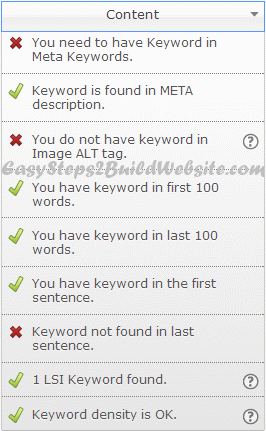 Content
You need to have Keyword in
Meta Keywords.
Keyword is found in META
description.
You do not have keyword in
Image ALT tag.
EasySteps2BuildWebsite.com
You have keyword in first 100
words.
You have keyword in last 100
words.
You have keyword in the first
sentence.
Keyword not found in last
sentence.
1 LSI Keyword found.
Keyword density is OK.